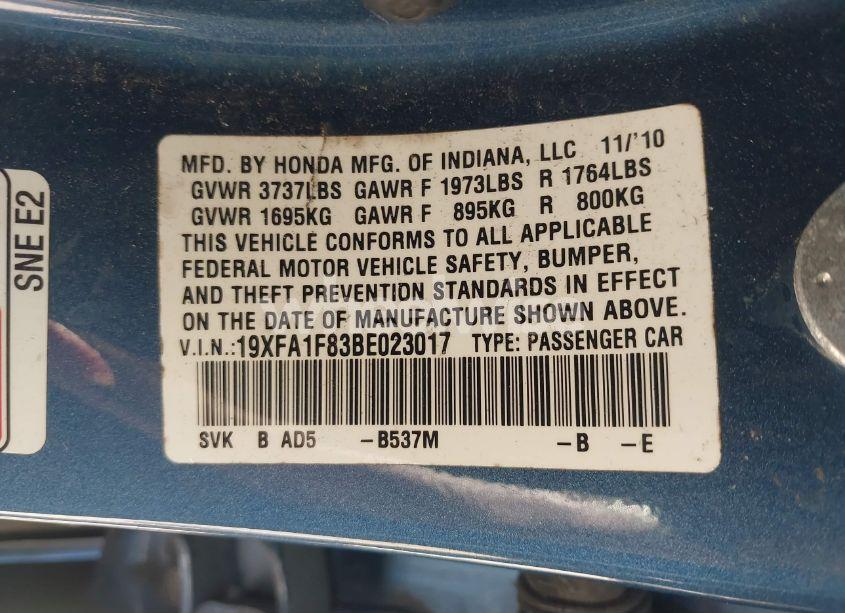 MFD. BY HONDA MFG. OF INDIANA, LLC 11/'10
GVWR 3737LBS GAWR F 1973LBS R 1764LBS
GVWR 1695KG GAWR F 895KG R 800KG
THIS VEHICLE CONFORMS TO ALL APPLICABLE
FEDERAL MOTOR VEHICLE SAFETY, BUMPER,
AND THEFT PREVENTION STANDARDS IN EFFECT
ON THE DATE OF MANUFACTURE SHOWN ABOVE.
V.I.N.:19XFA1F83BE023017 TYPE: PASSENGER CAR
SVK B AD5 -B537M -B -E
SNE E2